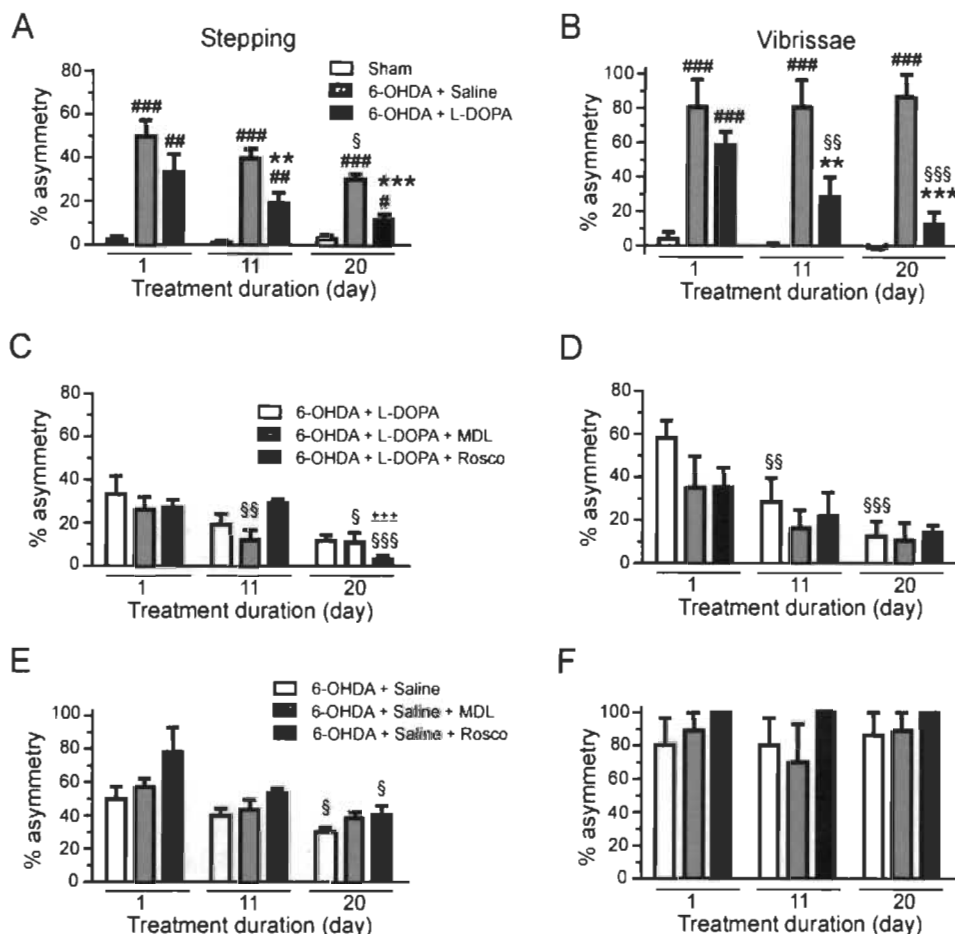 A
Stepping
80
60
40
20
0
% asymmetry
Sham
6-OHDA + Saline
6-OHDA + L-DOPA
###
##
###
**
##
§
###
***
#
1
11
20
Treatment duration (day)
B
Vibrissae
100
80
60
40
20
0
% asymmetry
###
###
###
§§
**
###
§§§
***
1
11
20
Treatment duration (day)
C
80
60
40
20
0
% asymmetry
6-OHDA + L-DOPA
6-OHDA + L-DOPA + MDL
6-OHDA + L-DOPA + Rosco
§§
§
+++
§§§
1
11
20
Treatment duration (day)
D
80
60
40
20
0
% asymmetry
§§
§§§
1
11
20
Treatment duration (day)
E
100
80
60
40
20
0
% asymmetry
6-OHDA + Saline
6-OHDA + Saline + MDL
6-OHDA + Saline + Rosco
§
§
1
11
20
Treatment duration (day)
F
100
80
60
40
20
0
% asymmetry
1
11
20
Treatment duration (day)